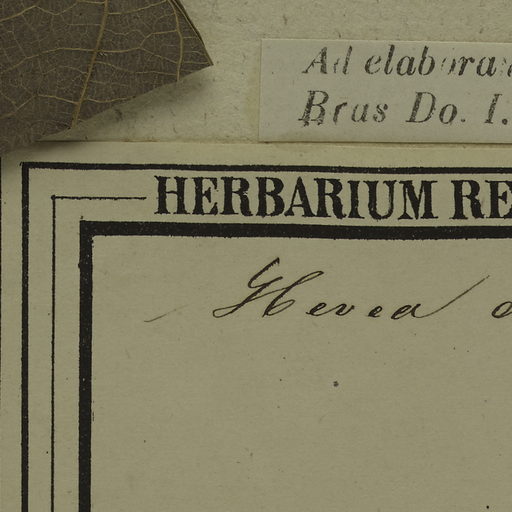 Ad elabora
Bras Do. I.
HERBARIUM RE
Hevea